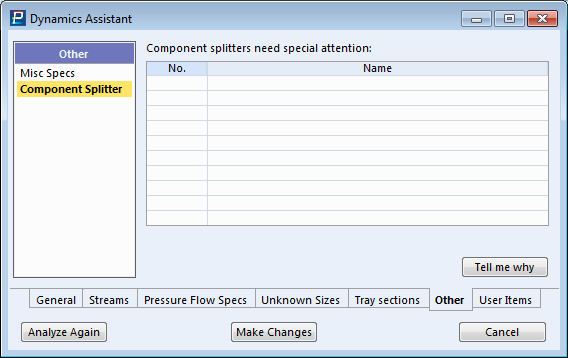 Dynamics Assistant
Other
Misc Specs
Component Splitter
Component splitters need special attention:
No. Name
Tell me why
General Streams Pressure Flow Specs Unknown Sizes Tray sections Other User Items
Analyze Again Make Changes Cancel